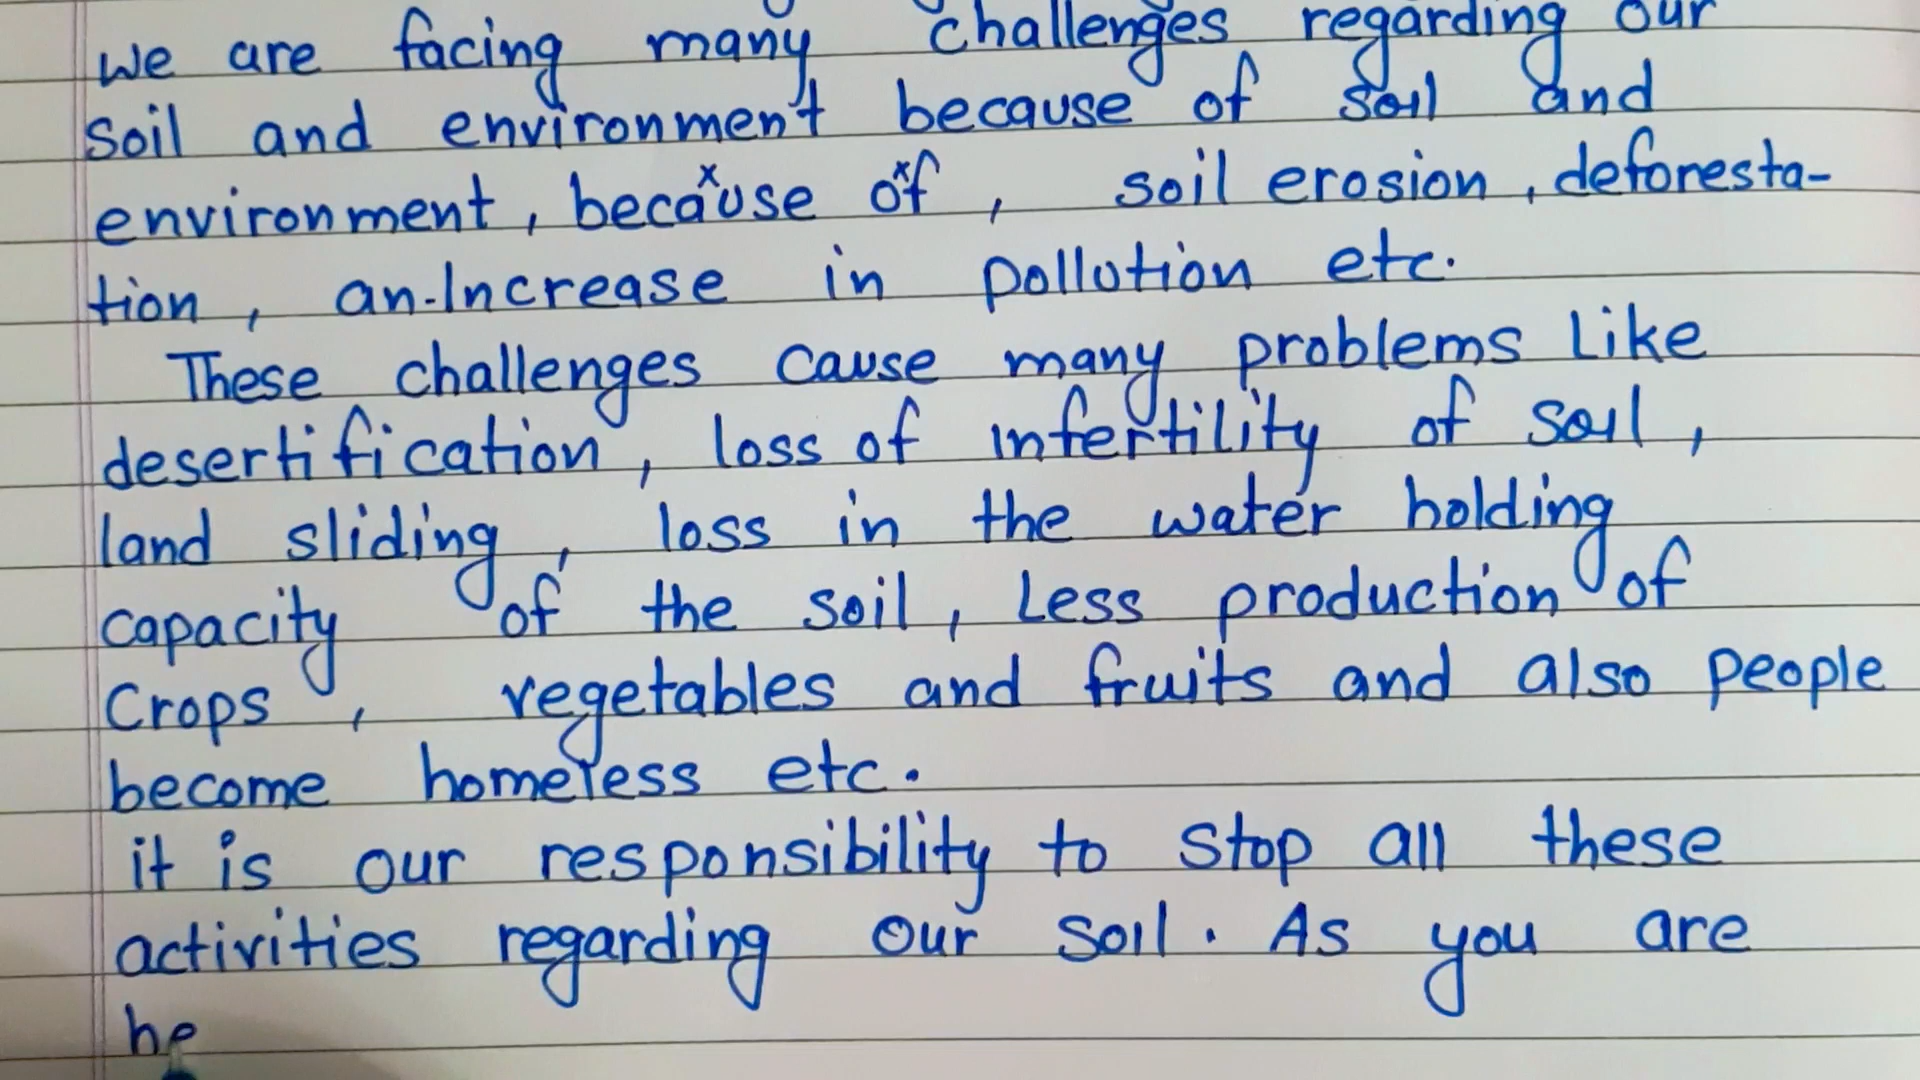 we are facing many challenges regarding our
soil and environment because of soil and
environment, because of, soil erosion, deforesta-
tion, an-Increase in pollution etc.
These challenges cause many problems like
desertification, loss of infertility of soil,
land sliding, loss in the water holding
capacity of the soil, Less production of
Crops, vegetables and fruits and also people
become homeless etc.
it is our responsibility to stop all these
activities regarding our soil. As you are
he